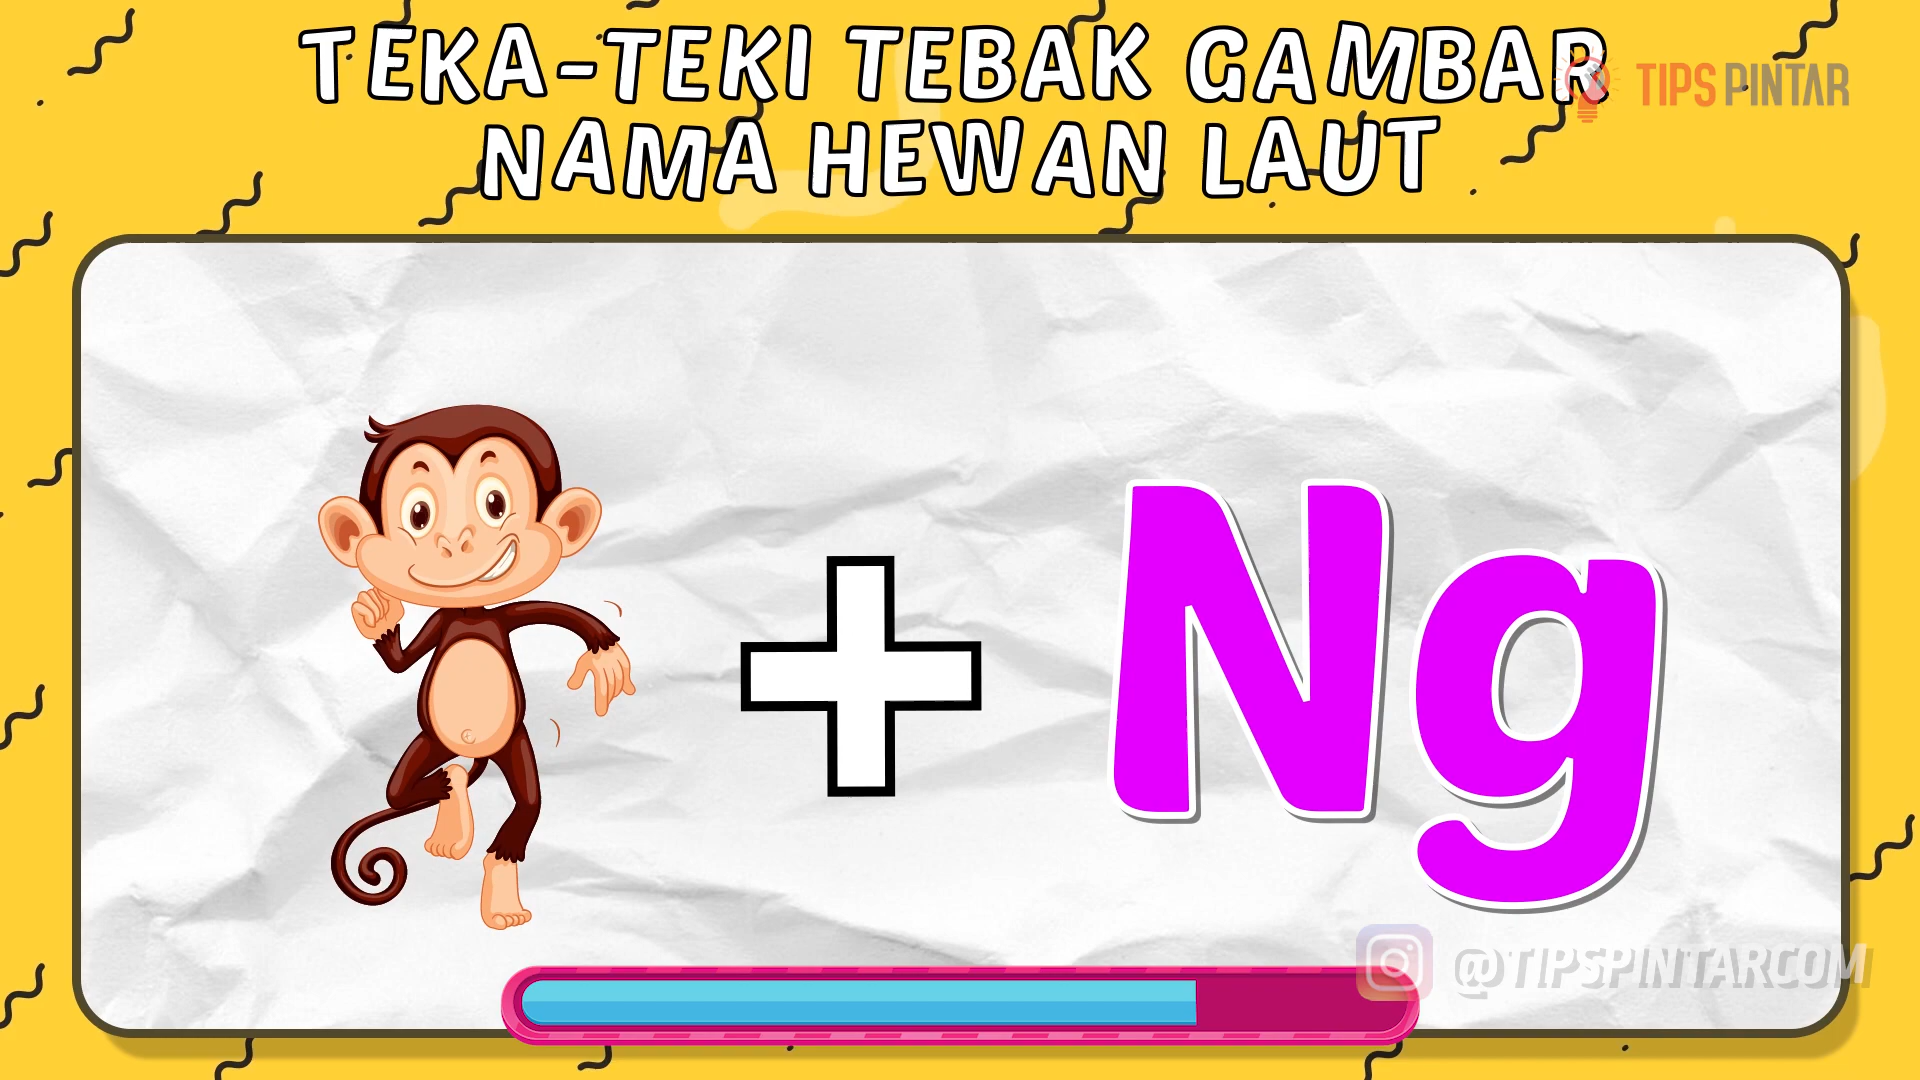 TEKA-TEKI TEBAK GAMBAR
NAMA HEWAN LAUT
TIPS PINTAR
Ng
@TIPSPINTARCOM